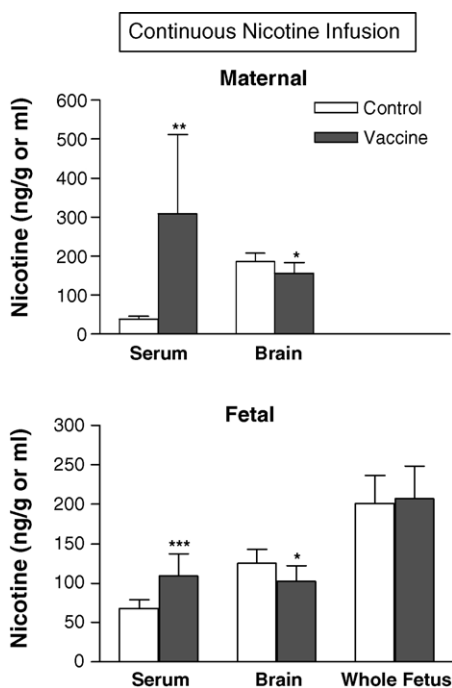 Continuous Nicotine Infusion
Maternal
Nicotine (ng/g or ml)
600
500
400
300
200
100
0
**
*
Control
Vaccine
Serum Brain
Fetal
Nicotine (ng/g or ml)
300
250
200
150
100
50
0
***
*
Serum Brain Whole Fetus